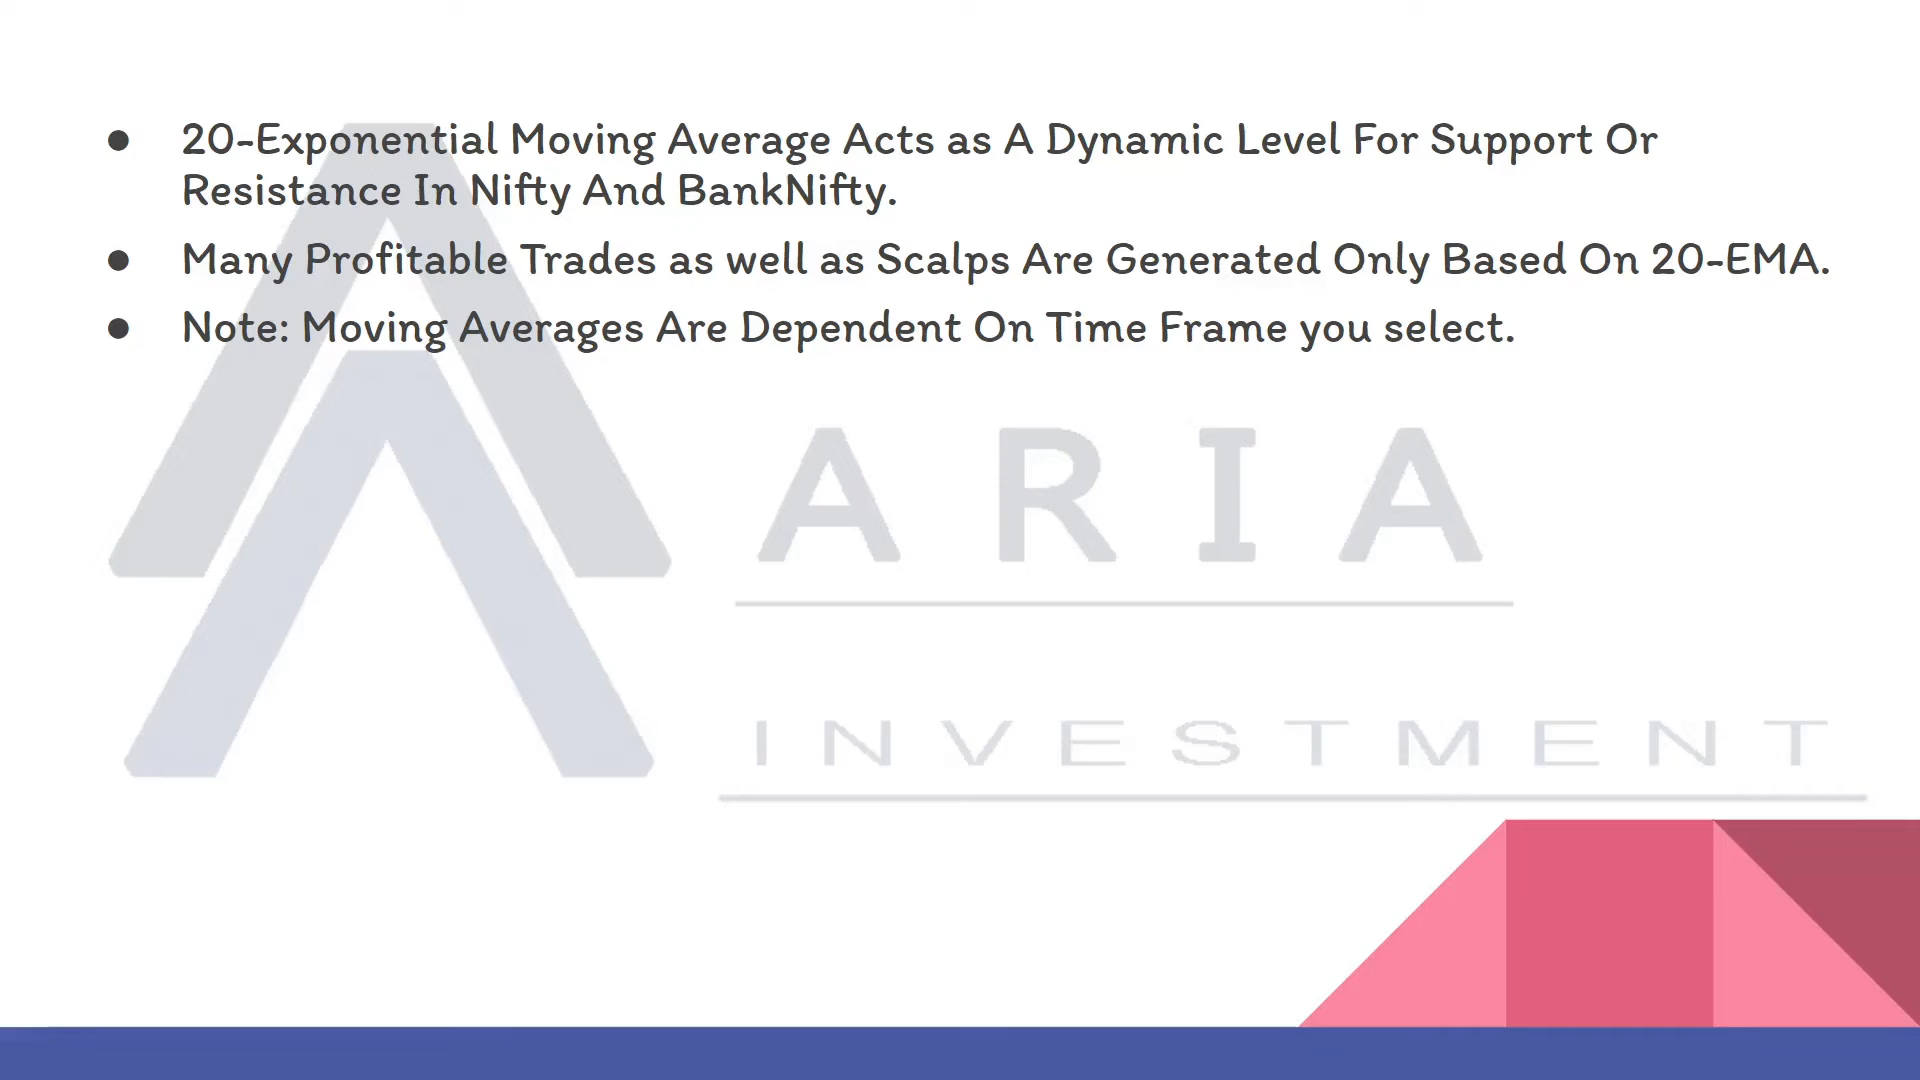 ● 20-Exponential Moving Average Acts as A Dynamic Level For Support Or
Resistance In Nifty And BankNifty.
● Many Profitable Trades as well as Scalps Are Generated Only Based On 20-EMA.
● Note: Moving Averages Are Dependent On Time Frame you select.
ARIA
INVESTMENT